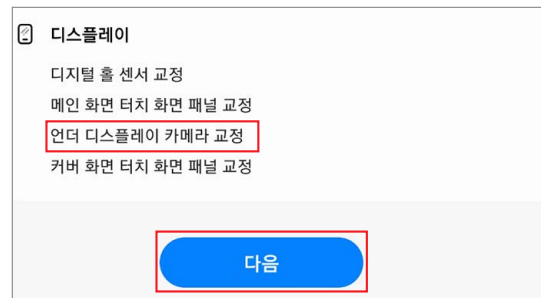 디스플레이
디지털 홀 센서 교정
메인 화면 터치 화면 패널 교정
언더 디스플레이 카메라 교정
커버 화면 터치 화면 패널 교정
다음